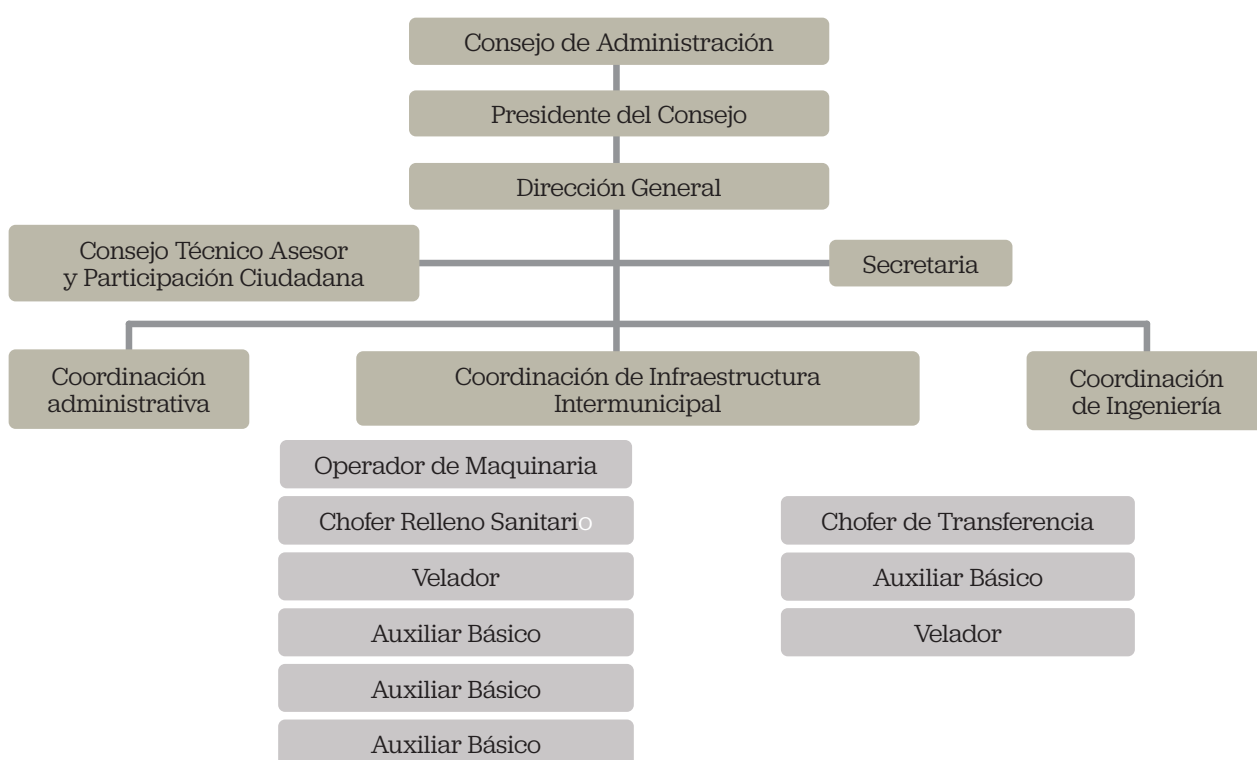 Consejo de Administración
Presidente del Consejo
Dirección General
Consejo Técnico Asesor
y Participación Ciudadana
Secretaria
Coordinación
administrativa
Coordinación de Infraestructura
Intermunicipal
Coordinación
de Ingeniería
Operador de Maquinaria
Chofer Relleno Sanitario
Velador
Auxiliar Básico
Auxiliar Básico
Auxiliar Básico
Chofer de Transferencia
Auxiliar Básico
Velador